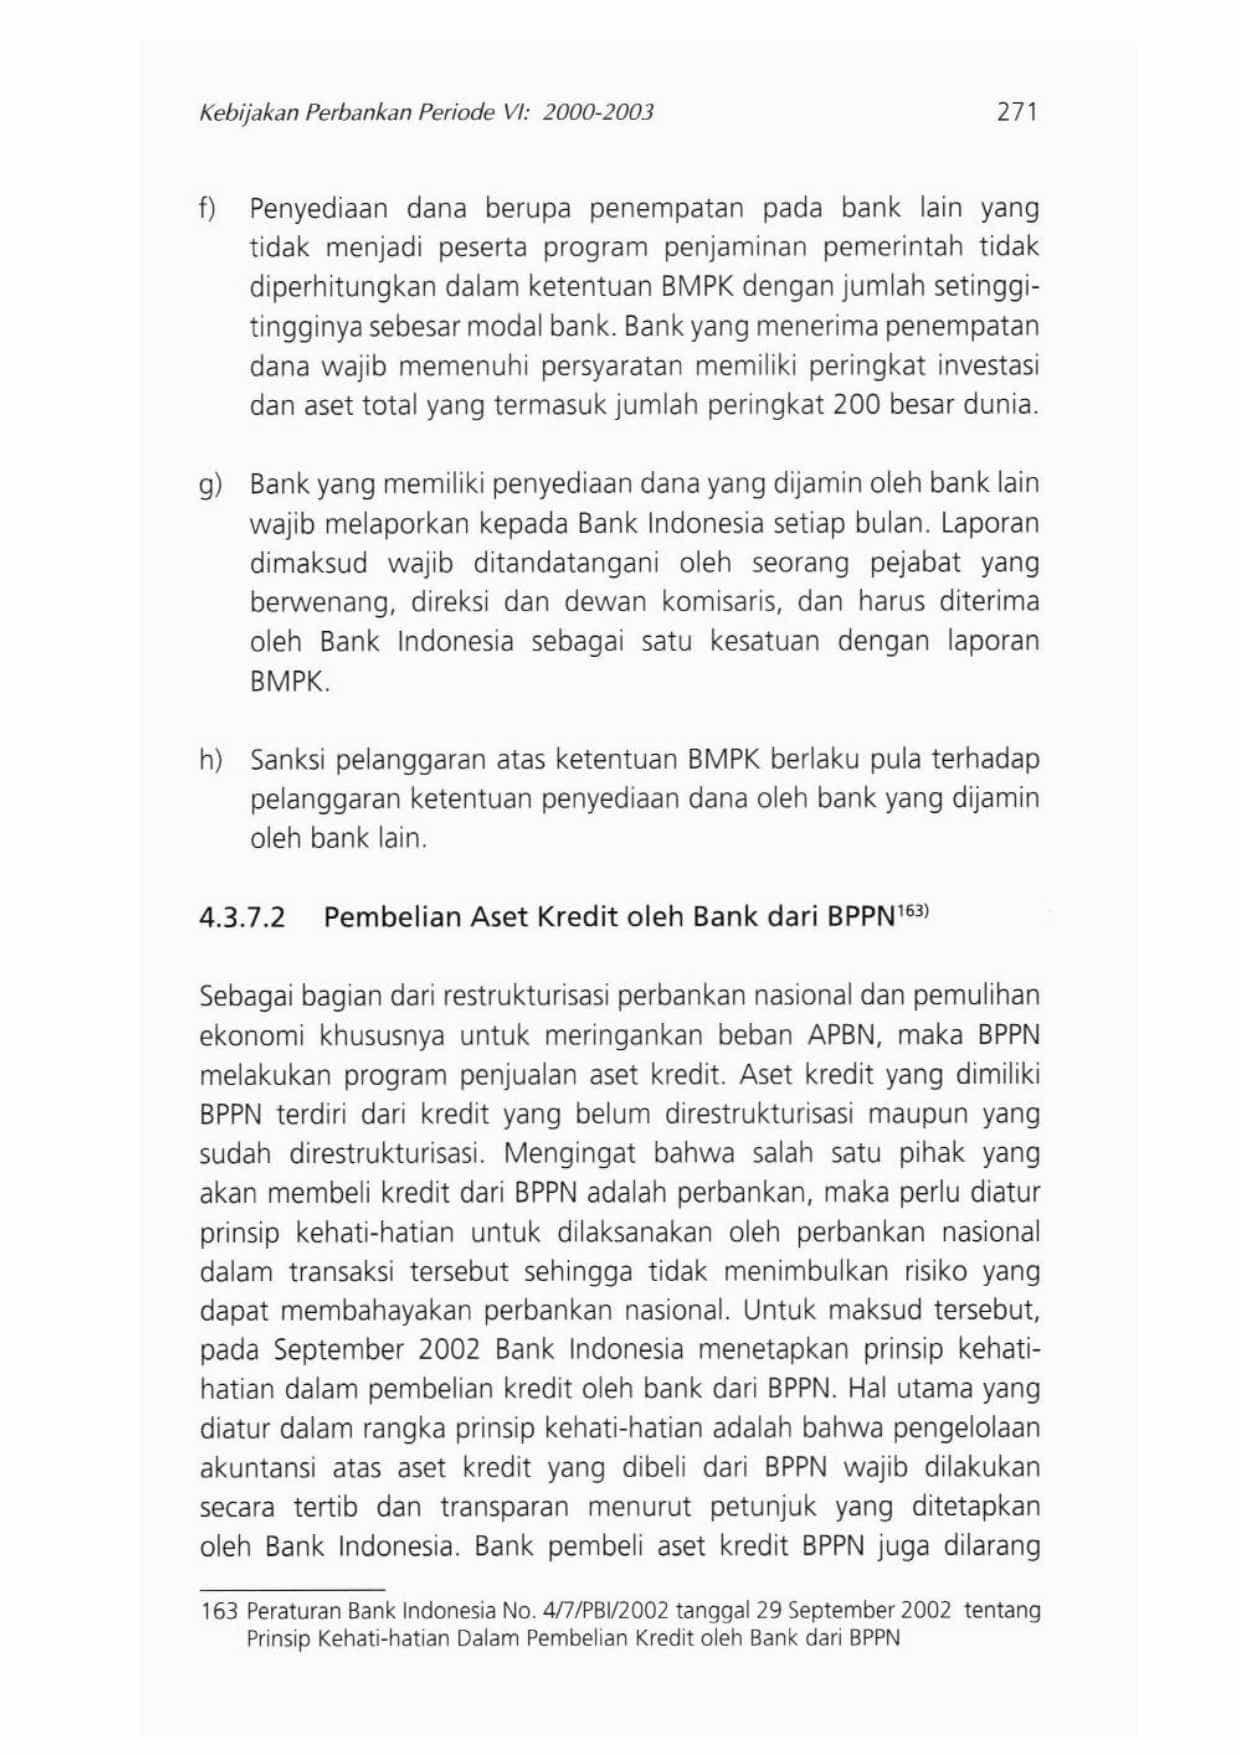 Kebijakan Perbankan Periode VI: 2000-2003 271
f) Penyediaan dana berupa penempatan pada bank lain yang
tidak menjadi peserta program penjaminan pemerintah tidak
diperhitungkan dalam ketentuan BMPK dengan jumlah setinggi-
tingginya sebesar modal bank. Bank yang menerima penempatan
dana wajib memenuhi persyaratan memiliki peringkat investasi
dan aset total yang termasuk jumlah peringkat 200 besar dunia.
g) Bank yang memiliki penyediaan dana yang dijamin oleh bank lain
wajib melaporkan kepada Bank Indonesia setiap bulan. Laporan
dimaksud wajib ditandatangani oleh seorang pejabat yang
berwenang, direksi dan dewan komisaris, dan harus diterima
oleh Bank Indonesia sebagai satu kesatuan dengan laporan
BMPK.
h) Sanksi pelanggaran atas ketentuan BMPK berlaku pula terhadap
pelanggaran ketentuan penyediaan dana oleh bank yang dijamin
oleh bank lain.
4.3.7.2 Pembelian Aset Kredit oleh Bank dari BPPN163)
Sebagai bagian dari restrukturisasi perbankan nasional dan pemulihan
ekonomi khususnya untuk meringankan beban APBN, maka BPPN
melakukan program penjualan aset kredit. Aset kredit yang dimiliki
BPPN terdiri dari kredit yang belum direstrukturisasi maupun yang
sudah direstrukturisasi. Mengingat bahwa salah satu pihak yang
akan membeli kredit dari BPPN adalah perbankan, maka perlu diatur
prinsip kehati-hatian untuk dilaksanakan oleh perbankan nasional
dalam transaksi tersebut sehingga tidak menimbulkan risiko yang
dapat membahayakan perbankan nasional. Untuk maksud tersebut,
pada September 2002 Bank Indonesia menetapkan prinsip kehati-
hatian dalam pembelian kredit oleh bank dari BPPN. Hal utama yang
diatur dalam rangka prinsip kehati-hatian adalah bahwa pengelolaan
akuntansi atas aset kredit yang dibeli dari BPPN wajib dilakukan
secara tertib dan transparan menurut petunjuk yang ditetapkan
oleh Bank Indonesia. Bank pembeli aset kredit BPPN juga dilarang
163 Peraturan Bank Indonesia No. 4/7/PBI/2002 tanggal 29 September 2002 tentang
Prinsip Kehati-hatian Dalam Pembelian Kredit oleh Bank dari BPPN